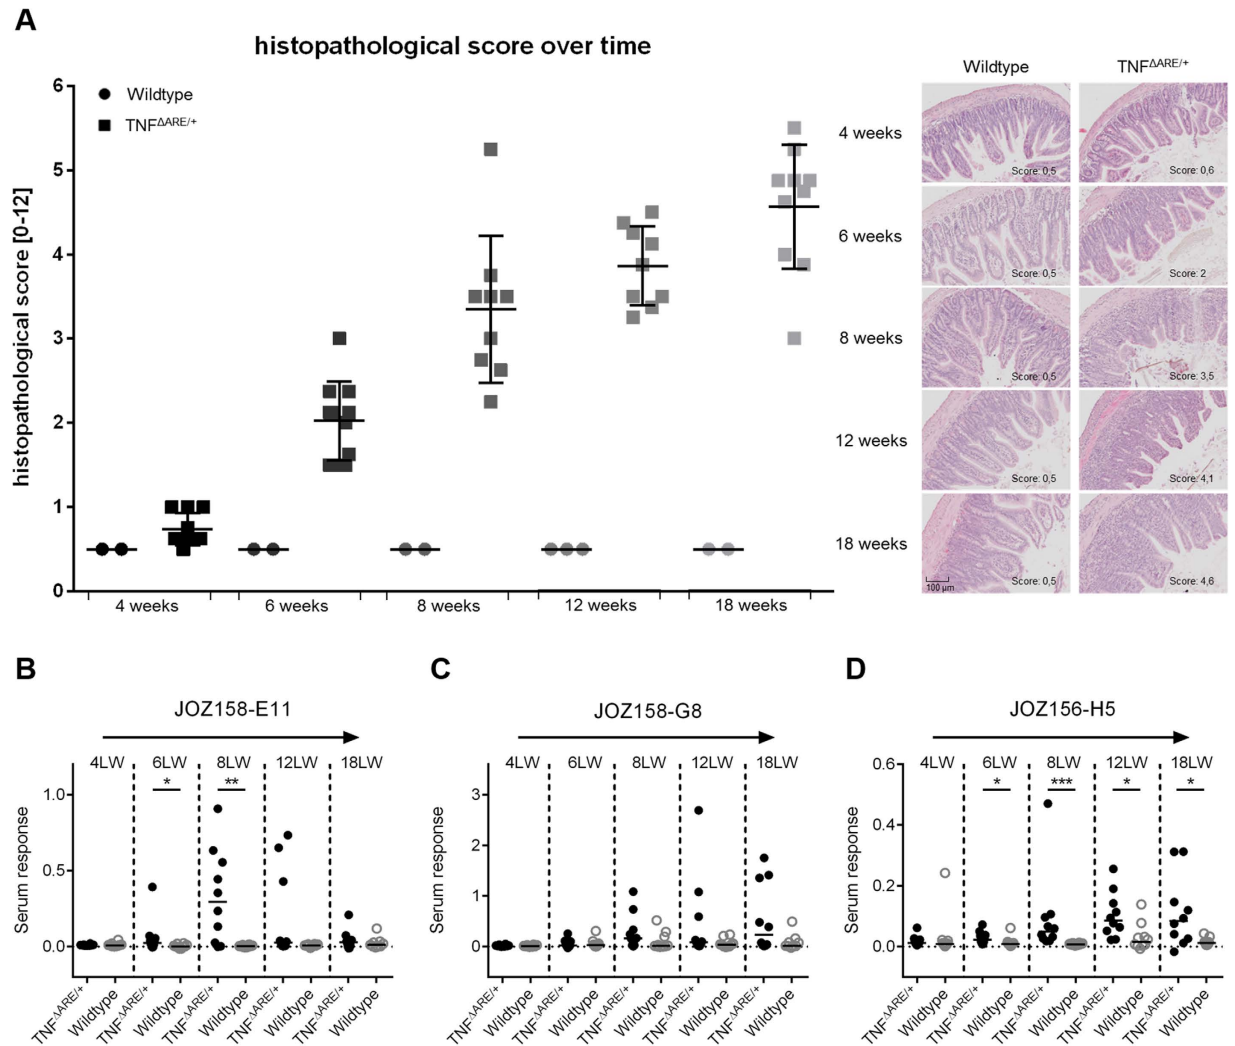 A
histopathological score over time
Wildtype
TNFΔARE/+
histopathological score [0-12]
6
5
4
3
2
1
0
4 weeks
6 weeks
8 weeks
12 weeks
18 weeks
Wildtype TNFΔARE/+
4 weeks
Score: 0,5
Score: 0,6
6 weeks
Score: 0,5
Score: 2
8 weeks
Score: 0,5
Score: 3,5
12 weeks
Score: 0,5
Score: 4,1
18 weeks
100 µm
Score: 0,5
Score: 4,6
B
JOZ158-E11
4LW 6LW 8LW 12LW 18LW
* **
Serum response
1.0
0.5
0.0
TNFΔARE/+ Wildtype TNFΔARE/+ Wildtype TNFΔARE/+ Wildtype TNFΔARE/+ Wildtype TNFΔARE/+ Wildtype
C
JOZ158-G8
4LW 6LW 8LW 12LW 18LW
Serum response
3
2
1
0
TNFΔARE/+ Wildtype TNFΔARE/+ Wildtype TNFΔARE/+ Wildtype TNFΔARE/+ Wildtype TNFΔARE/+ Wildtype
D
JOZ156-H5
4LW 6LW 8LW 12LW 18LW
* *** * *
Serum response
0.6
0.4
0.2
0.0
TNFΔARE/+ Wildtype TNFΔARE/+ Wildtype TNFΔARE/+ Wildtype TNFΔARE/+ Wildtype TNFΔARE/+ Wildtype